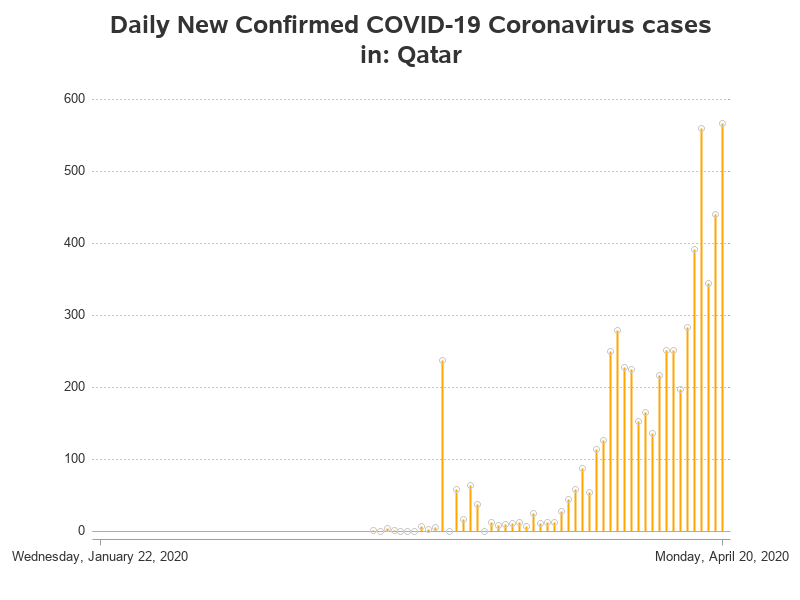 Daily New Confirmed COVID-19 Coronavirus cases
in: Qatar
600
500
400
300
200
100
0
Wednesday, January 22, 2020
Monday, April 20, 2020